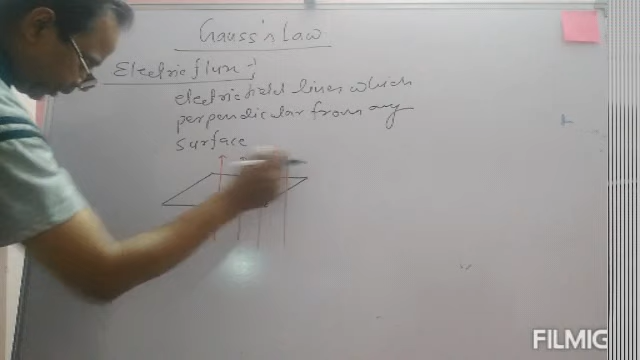 Gauss's Law
Electric flux :-
electric field lines which
perpendicular from any
surface
FILMIG